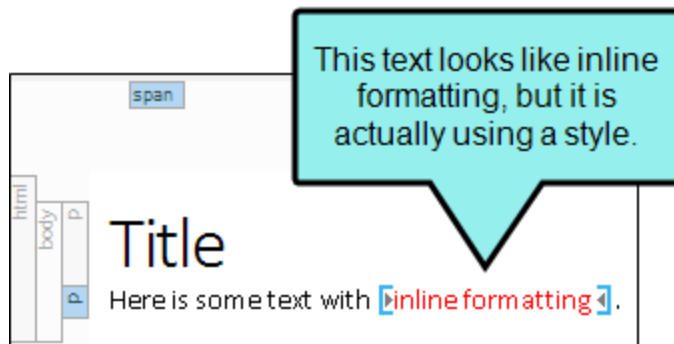 This text looks like inline
formatting, but it is
actually using a style.
span
html
body
p
p
Title
Here is some text with inline formatting.